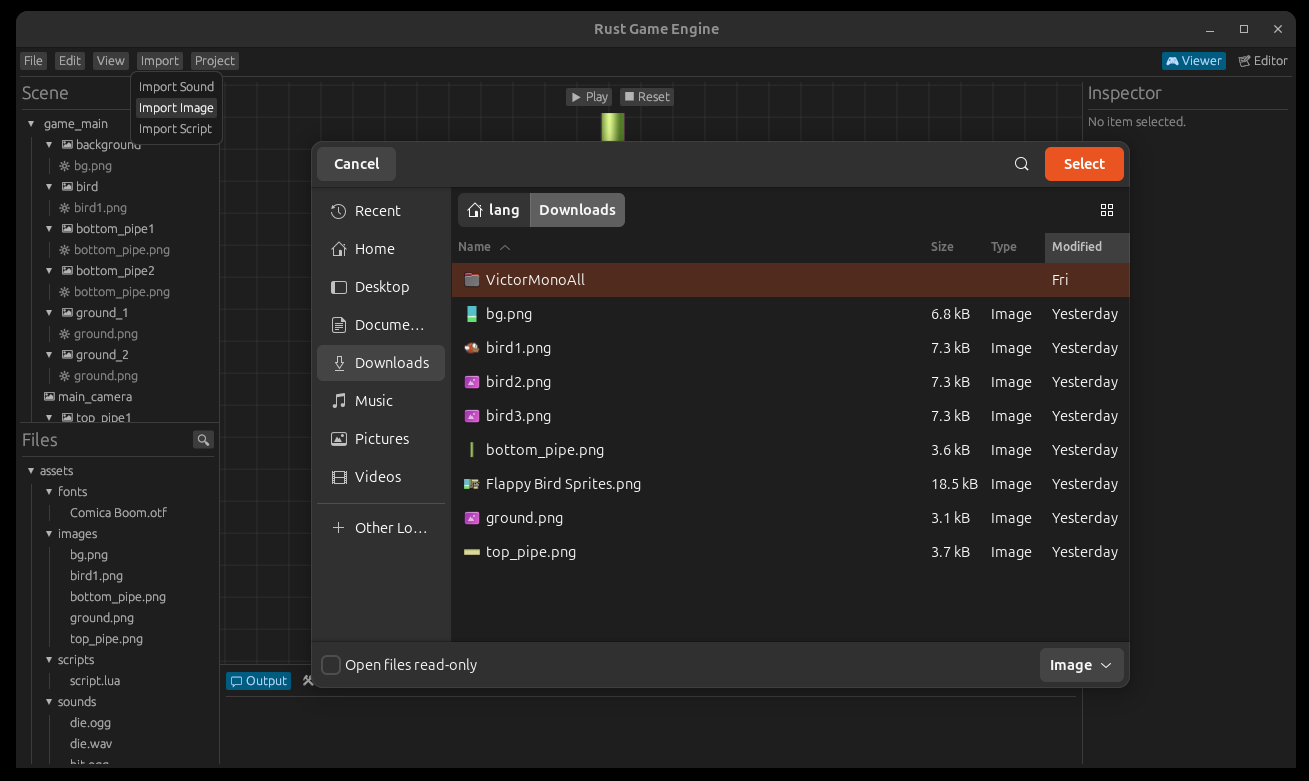 Rust Game Engine
File Edit View Import Project
Viewer Editor
Import Sound
Import Image
Import Script
Scene
game_main
background
bg.png
bird
bird1.png
bottom_pipe1
bottom_pipe.png
bottom_pipe2
bottom_pipe.png
ground_1
ground.png
ground_2
ground.png
main_camera
top_pipe1
Files
assets
fonts
Comica Boom.otf
images
bg.png
bird1.png
bottom_pipe.png
ground.png
top_pipe.png
scripts
script.lua
sounds
die.ogg
die.wav
hit.ogg
Play Reset
Cancel Select
Recent
Home
Desktop
Docume…
Downloads
Music
Pictures
Videos
Other Lo…
lang Downloads
Name Size Type Modified
VictorMonoAll Fri
bg.png 6.8 kB Image Yesterday
bird1.png 7.3 kB Image Yesterday
bird2.png 7.3 kB Image Yesterday
bird3.png 7.3 kB Image Yesterday
bottom_pipe.png 3.6 kB Image Yesterday
Flappy Bird Sprites.png 18.5 kB Image Yesterday
ground.png 3.1 kB Image Yesterday
top_pipe.png 3.7 kB Image Yesterday
Open files read-only Image
Output
Inspector
No item selected.